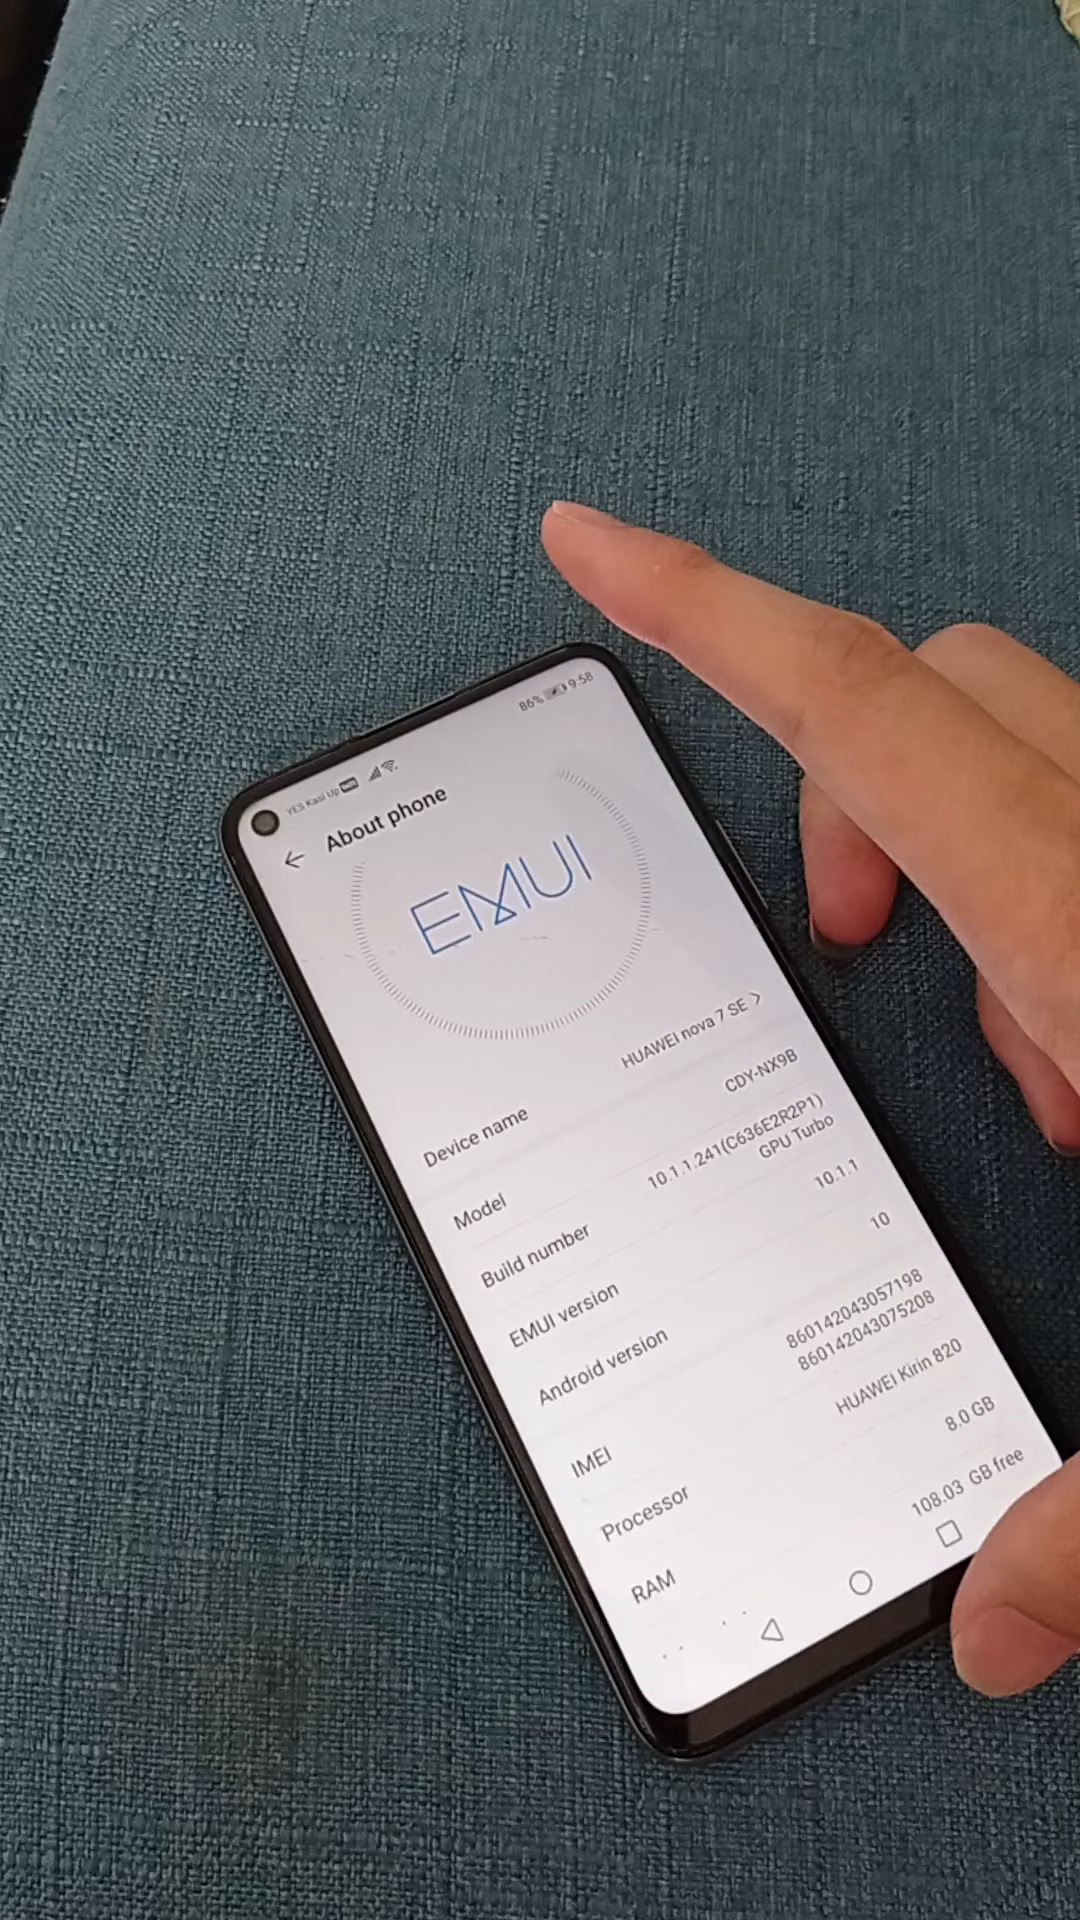 YES Kasi Up
86% 9:58
About phone
EMUI
Device name HUAWEI nova 7 SE
Model CDY-NX9B
Build number 10.1.1.241(C636E2R2P1)
GPU Turbo
EMUI version 10.1.1
Android version 10
IMEI 860142043057198
860142043075208
Processor HUAWEI Kirin 820
RAM 8.0 GB
108.03 GB free